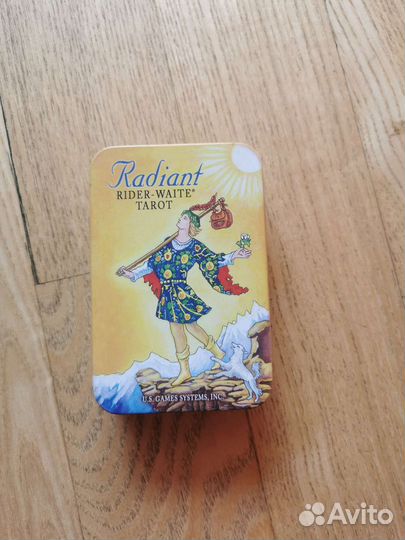 Radiant
RIDER-WAITE®
TAROT
U.S. GAMES SYSTEMS, INC.
Avito